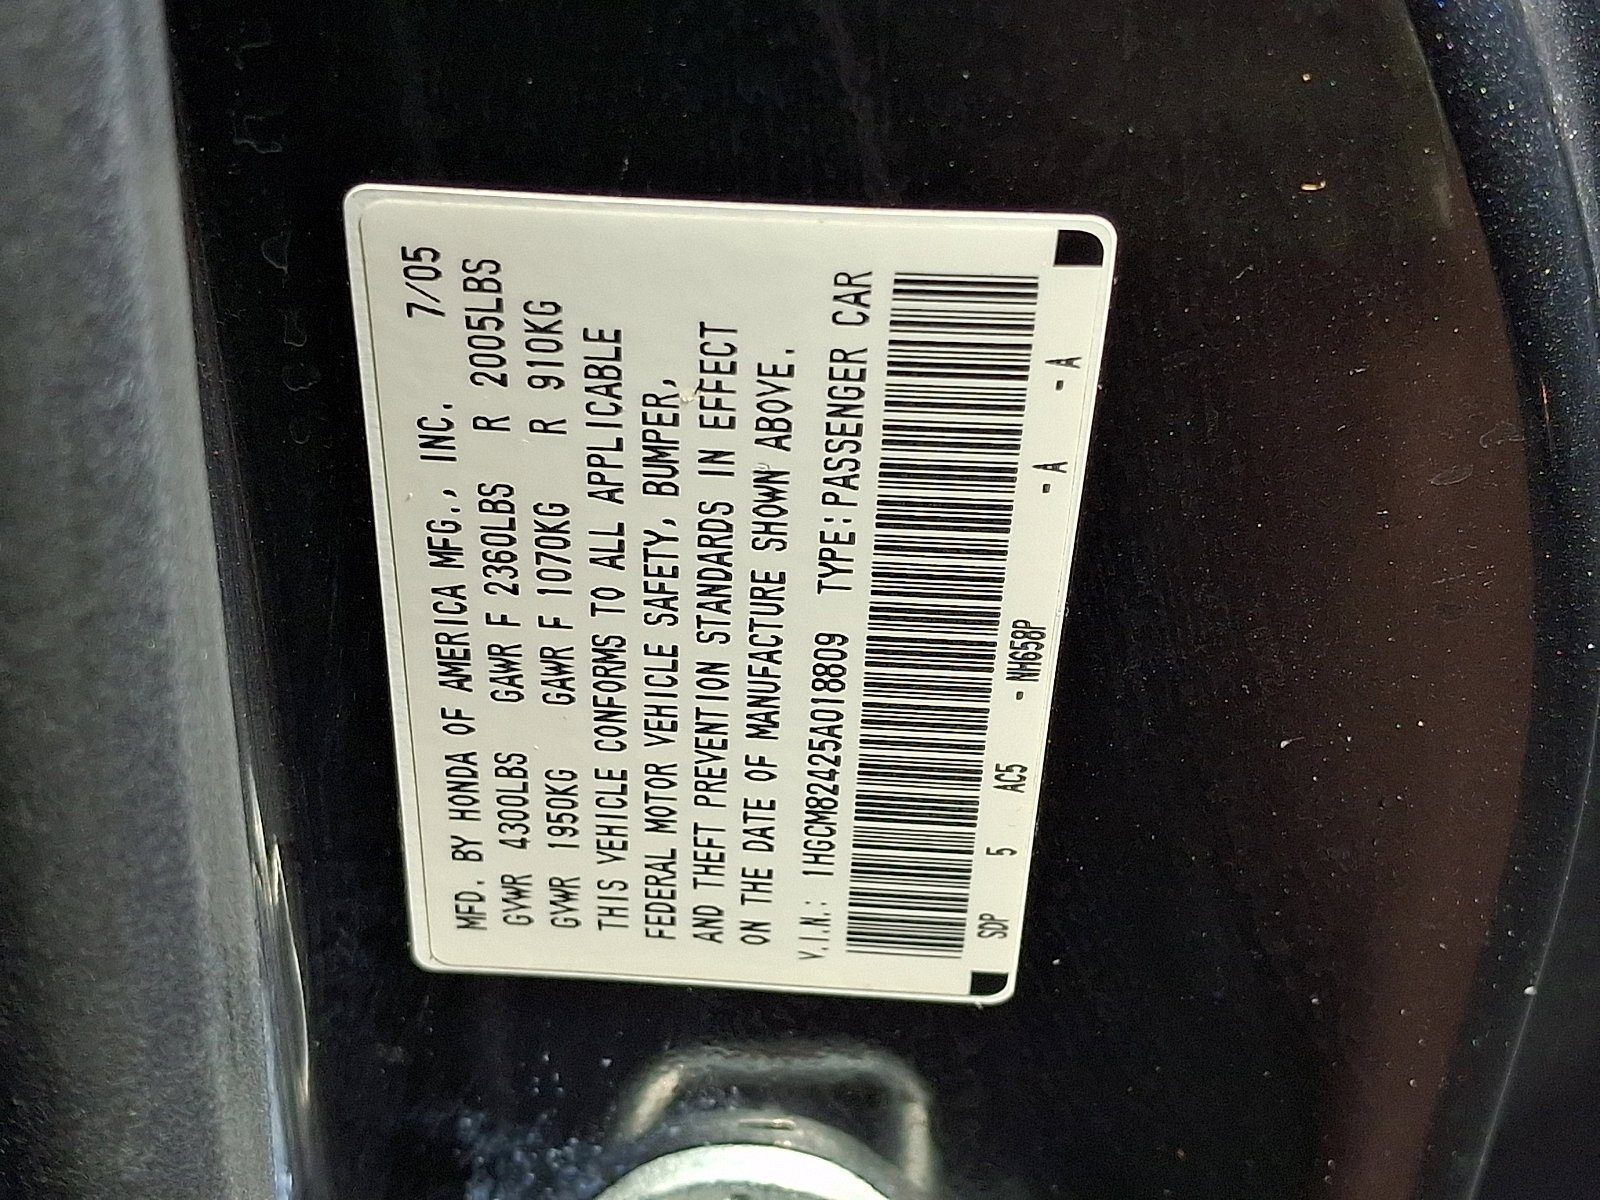 MFD. BY HONDA OF AMERICA MFG., INC. 7/05
GVWR 4300LBS GAWR F 2360LBS R 2005LBS
GVWR 1950KG GAWR F 1070KG R 910KG
THIS VEHICLE CONFORMS TO ALL APPLICABLE
FEDERAL MOTOR VEHICLE SAFETY, BUMPER,
AND THEFT PREVENTION STANDARDS IN EFFECT
ON THE DATE OF MANUFACTURE SHOWN ABOVE.
V.I.N.: 1HGCM82425A018809 TYPE:PASSENGER CAR
SDP 5 AC5 - NH658P - A - A